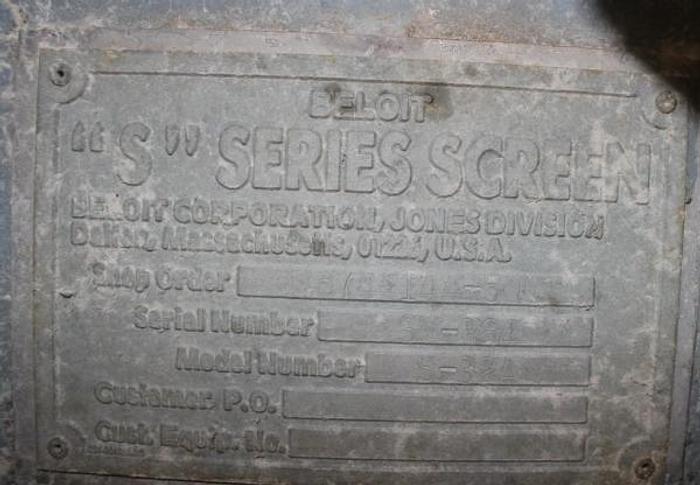 BELOIT
"S" SERIES SCREEN
BELOIT CORPORATION, JONES DIVISION
Dalton, Massachusetts, 01226, U.S.A.
Shop Order
Serial Number
Model Number S-324
Customer P.O.
Cust. Equip. No.